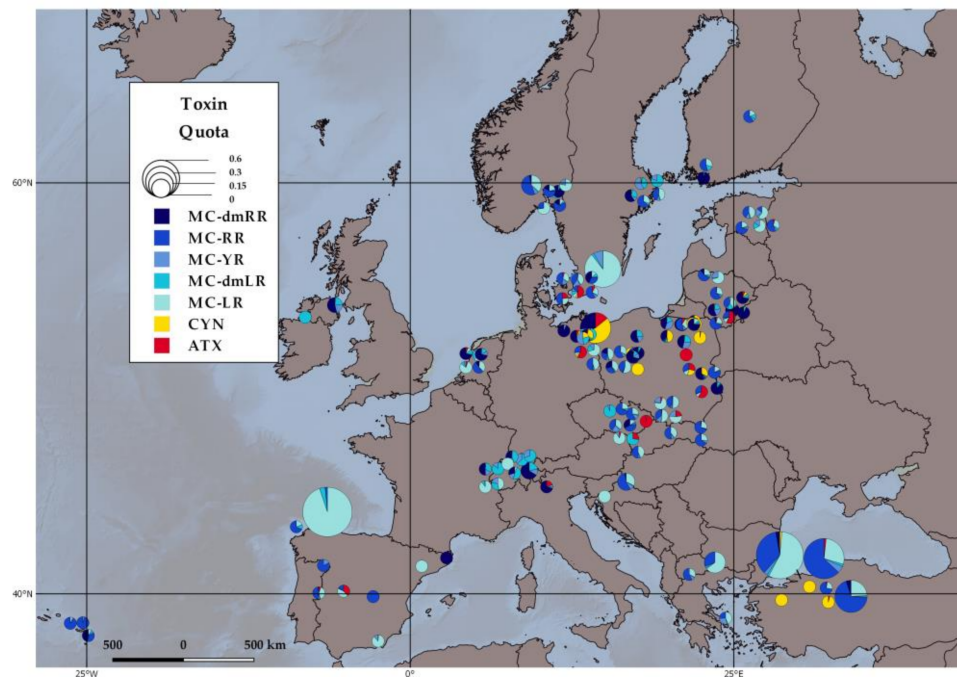 Toxin
Quota
0.6
0.3
0.15
0
MC-dmRR
MC-RR
MC-YR
MC-dmLR
MC-LR
CYN
ATX
60°N
40°N
40°N
500 0 500 km
25°W 0° 25°E